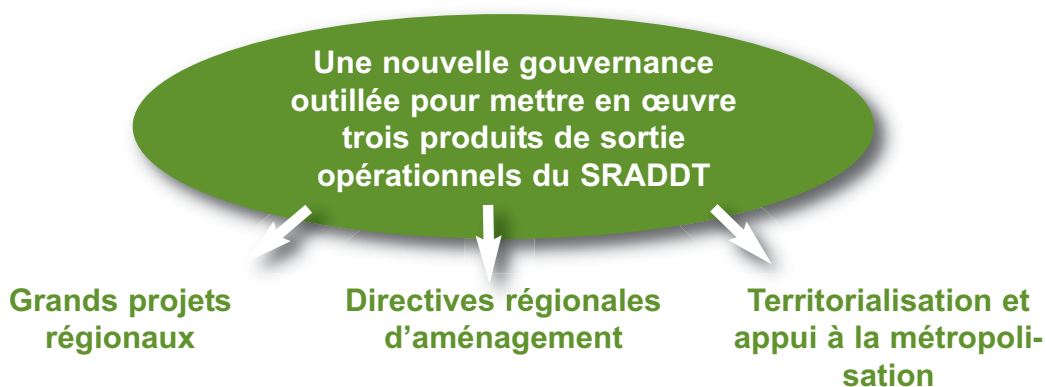 Une nouvelle gouvernance
outillée pour mettre en œuvre
trois produits de sortie
opérationnels du SRADDT
Grands projets
régionaux
Directives régionales
d’aménagement
Territorialisation et
appui à la métropoli-
sation